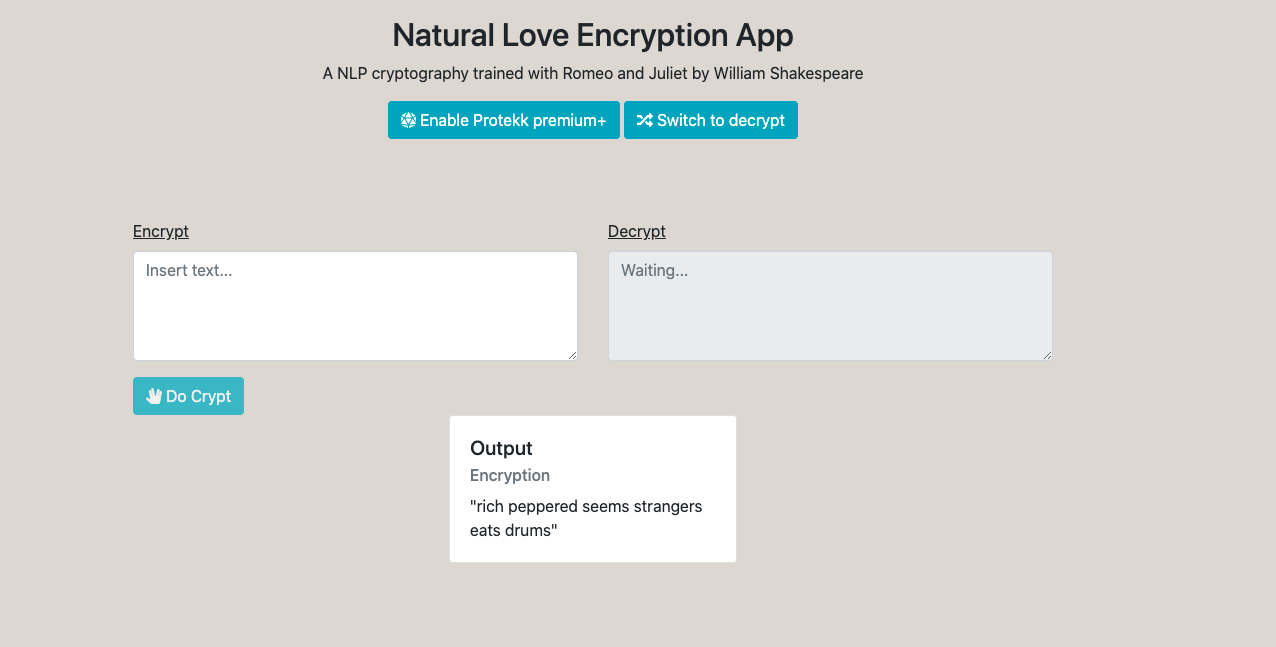 Natural Love Encryption App
A NLP cryptography trained with Romeo and Juliet by William Shakespeare
Enable Protekk premium+ Switch to decrypt
Encrypt
Decrypt
Insert text...
Waiting...
Do Crypt
Output
Encryption
"rich peppered seems strangers
eats drums"